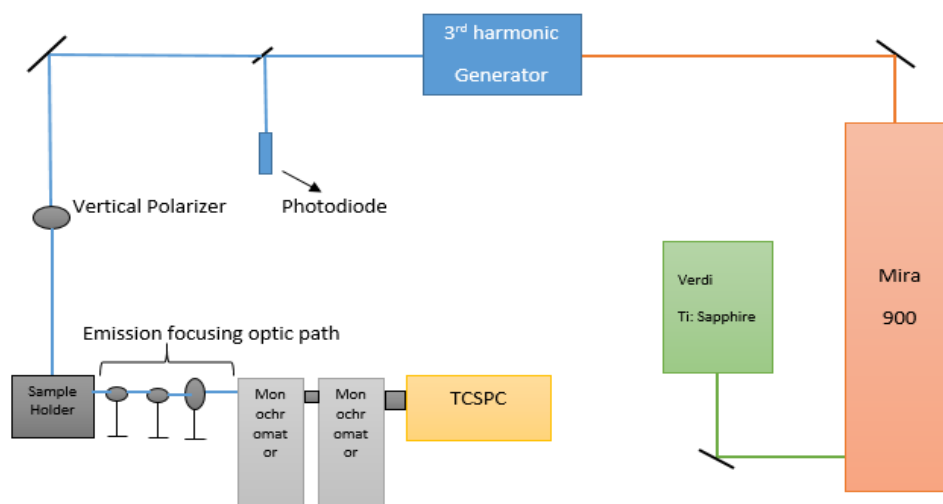 3rd harmonic
Generator
Vertical Polarizer
Photodiode
Verdi
Ti: Sapphire
Mira
900
Emission focusing optic path
Sample
Holder
Mon
ochr
omat
or
Mon
ochr
omat
or
TCSPC